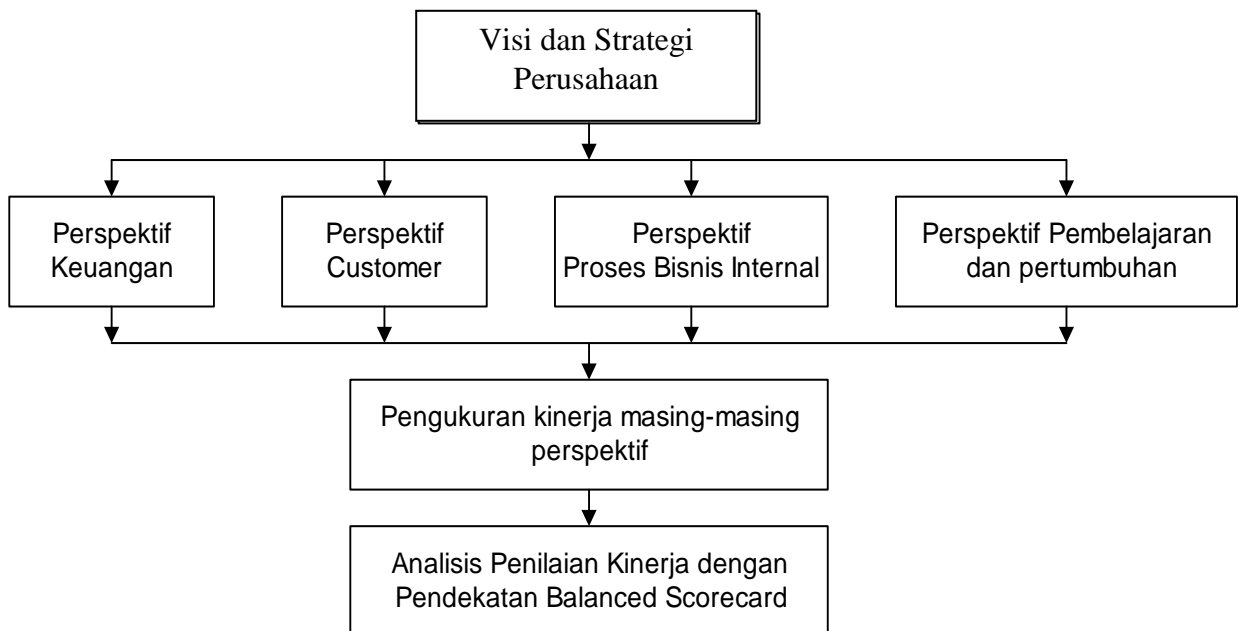 Visi dan Strategi
Perusahaan
Perspektif
Keuangan
Perspektif
Customer
Perspektif
Proses Bisnis Internal
Perspektif Pembelajaran
dan pertumbuhan
Pengukuran kinerja masing-masing
perspektif
Analisis Penilaian Kinerja dengan
Pendekatan Balanced Scorecard